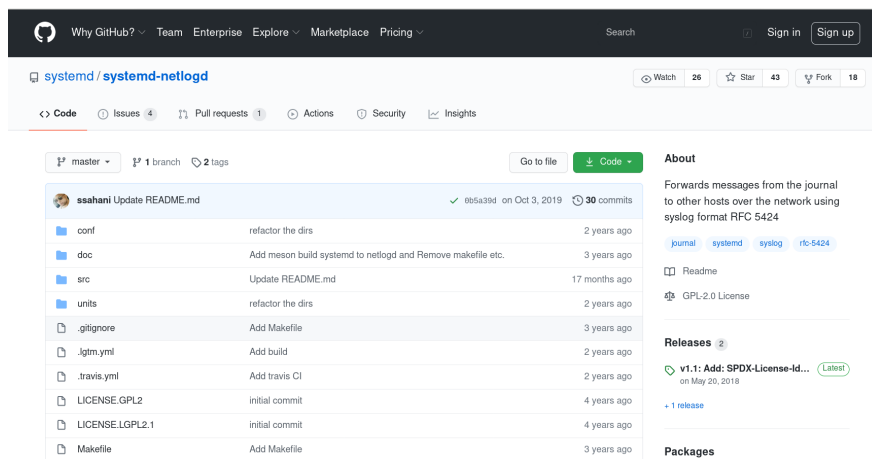 Why GitHub? Team Enterprise Explore Marketplace Pricing Search / Sign in Sign up
systemd / systemd-netlogd Watch 26 Star 43 Fork 18
<> Code Issues 4 Pull requests 1 Actions Security Insights
master 1 branch 2 tags Go to file Code
ssahani Update README.md 0b5a39d on Oct 3, 2019 30 commits
conf refactor the dirs 2 years ago
doc Add meson build systemd to netlogd and Remove makefile etc. 3 years ago
src Update README.md 17 months ago
units refactor the dirs 2 years ago
.gitignore Add Makefile 3 years ago
.lgtm.yml Add build 2 years ago
.travis.yml Add travis CI 2 years ago
LICENSE.GPL2 initial commit 4 years ago
LICENSE.LGPL2.1 initial commit 4 years ago
Makefile Add Makefile 3 years ago
About
Forwards messages from the journal
to other hosts over the network using
syslog format RFC 5424
journal systemd syslog rfc-5424
Readme
GPL-2.0 License
Releases 2
v1.1: Add: SPDX-License-Id... Latest
on May 20, 2018
+ 1 release
Packages